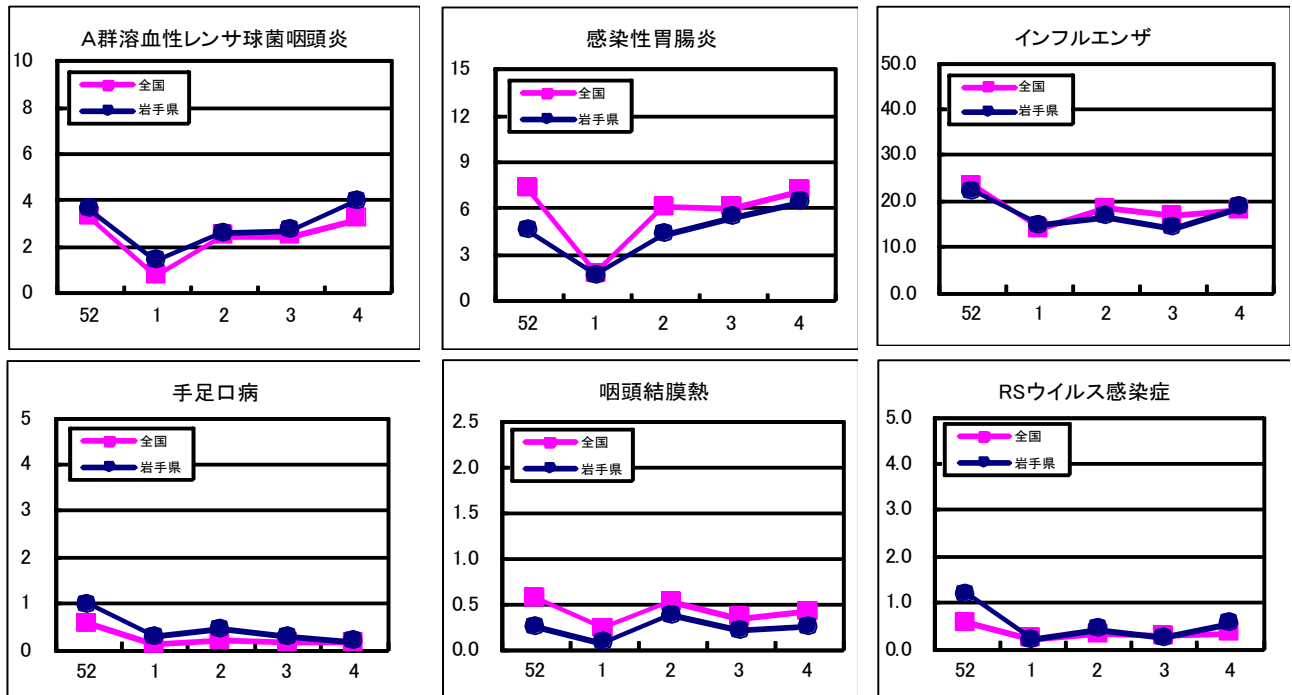 A群溶血性レンサ球菌咽頭炎
10
8
6
4
2
0
全国
岩手県
52 1 2 3 4
感染性胃腸炎
15
12
9
6
3
0
全国
岩手県
52 1 2 3 4
インフルエンザ
50.0
40.0
30.0
20.0
10.0
0.0
全国
岩手県
52 1 2 3 4
手足口病
5
4
3
2
1
0
全国
岩手県
52 1 2 3 4
咽頭結膜熱
2.5
2.0
1.5
1.0
0.5
0.0
全国
岩手県
52 1 2 3 4
RSウイルス感染症
5.0
4.0
3.0
2.0
1.0
0.0
全国
岩手県
52 1 2 3 4